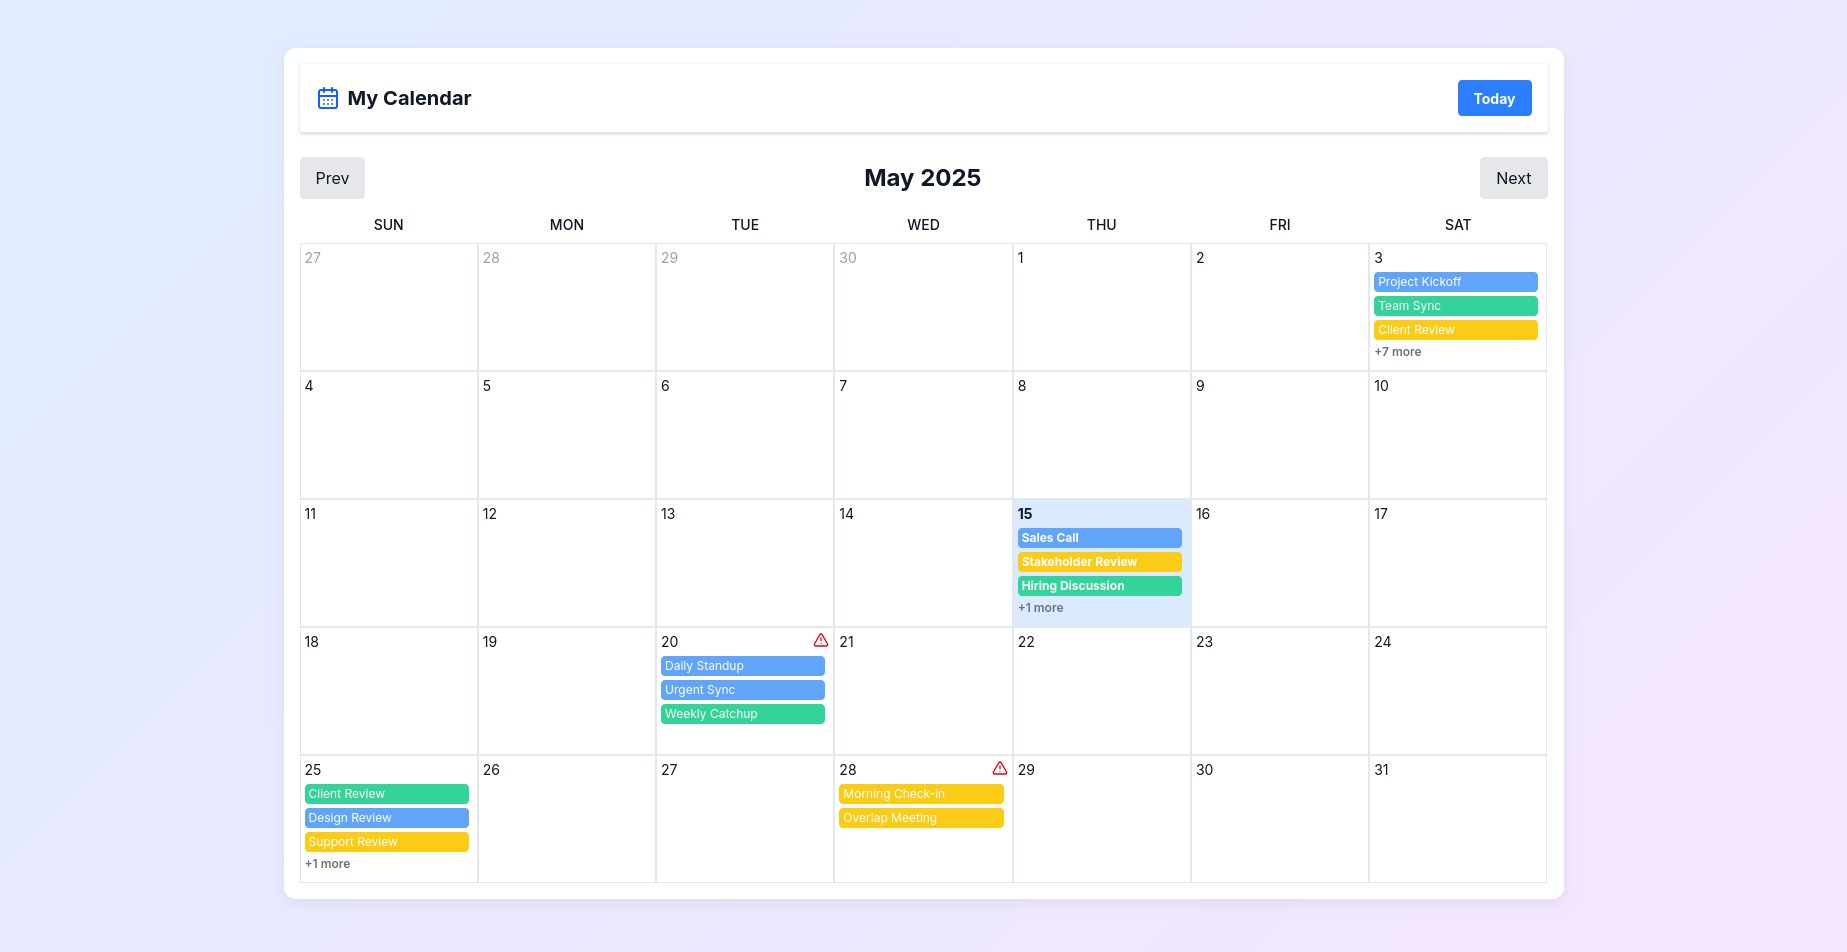 My Calendar
Today
Prev
May 2025
Next
SUN MON TUE WED THU FRI SAT
27 28 29 30 1 2 3
Project Kickoff
Team Sync
Client Review
+7 more
4 5 6 7 8 9 10
11 12 13 14 15 16 17
Sales Call
Stakeholder Review
Hiring Discussion
+1 more
18 19 20 21 22 23 24
Daily Standup
Urgent Sync
Weekly Catchup
25 26 27 28 29 30 31
Client Review Morning Check-in
Design Review Overlap Meeting
Support Review
+1 more